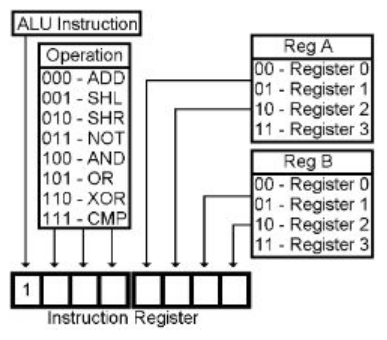 ALU Instruction
Operation
000 - ADD
001 - SHL
010 - SHR
011 - NOT
100 - AND
101 - OR
110 - XOR
111 - CMP
Reg A
00 - Register 0
01 - Register 1
10 - Register 2
11 - Register 3
Reg B
00 - Register 0
01 - Register 1
10 - Register 2
11 - Register 3
1
Instruction Register